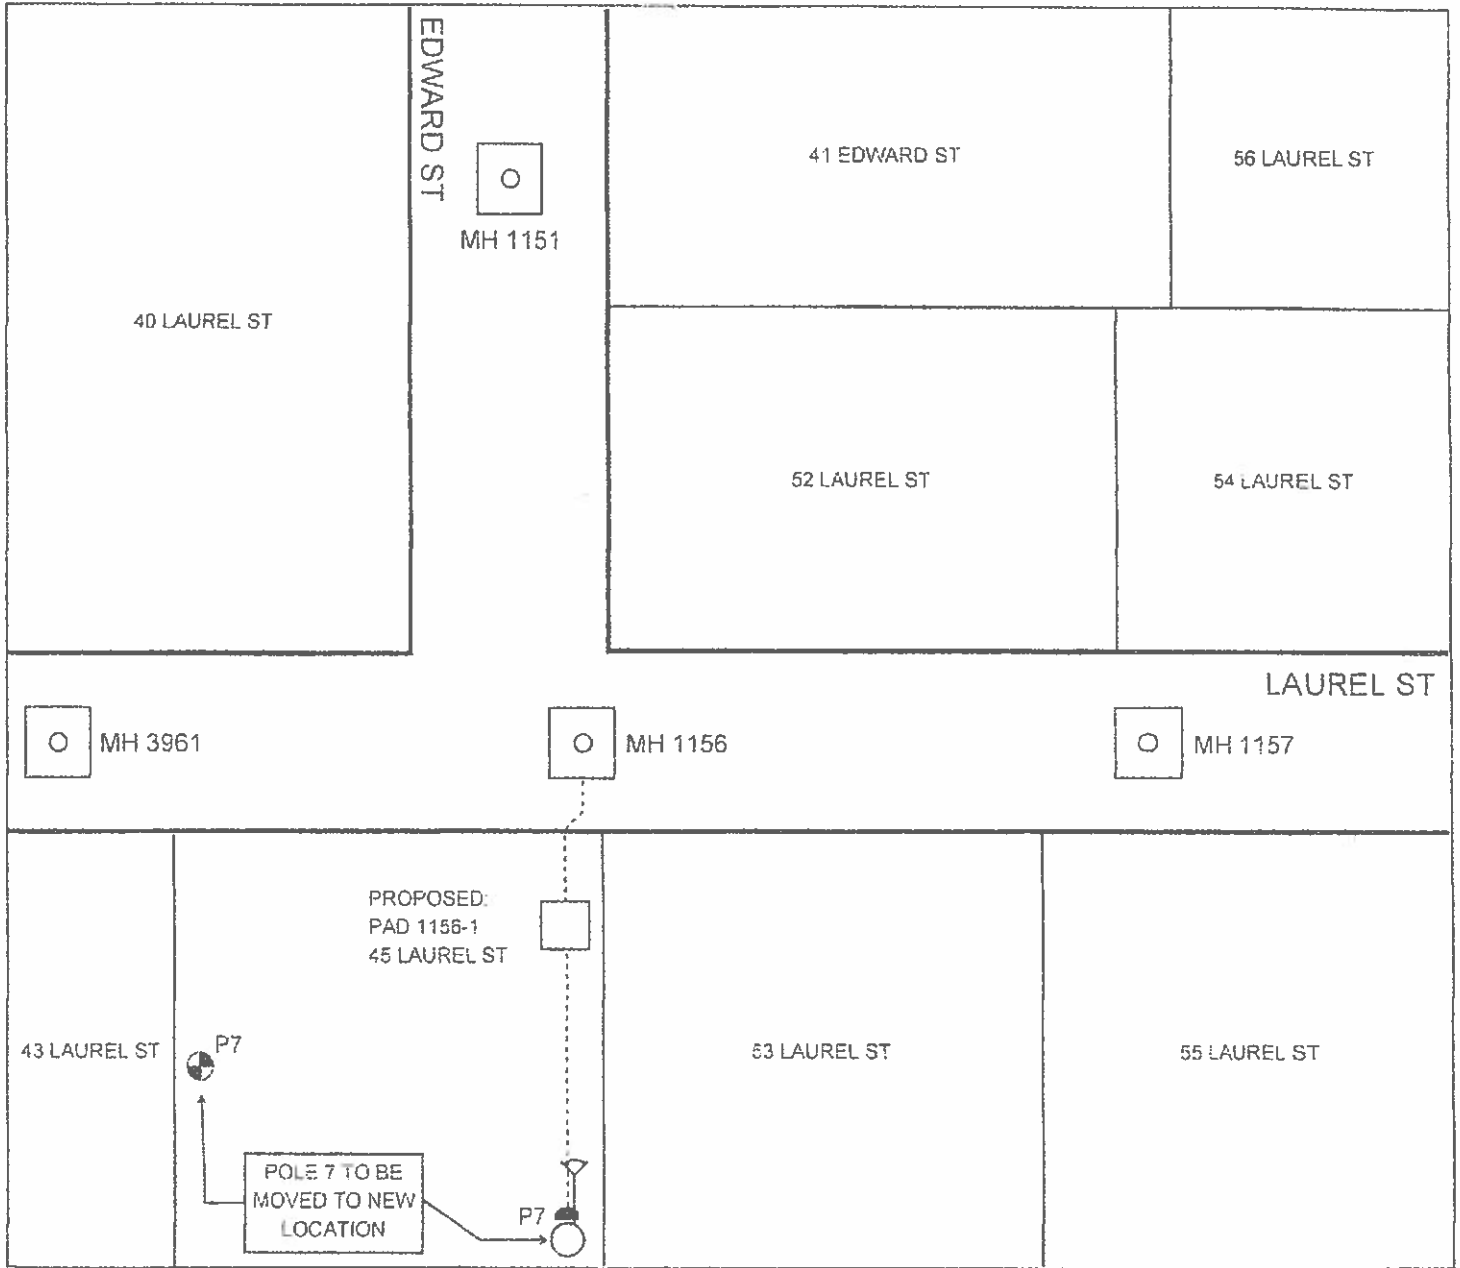 EDWARD ST
41 EDWARD ST
56 LAUREL ST
MH 1151
40 LAUREL ST
52 LAUREL ST
54 LAUREL ST
LAUREL ST
MH 3961
MH 1156
MH 1157
PROPOSED:
PAD 1156-1
45 LAUREL ST
43 LAUREL ST
P7
53 LAUREL ST
55 LAUREL ST
POLE 7 TO BE
MOVED TO NEW
LOCATION
P7